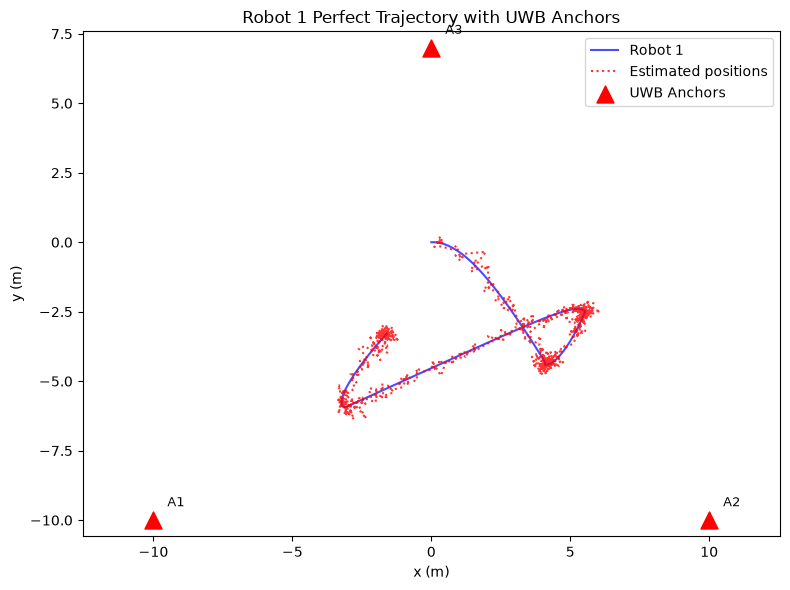 Robot 1 Perfect Trajectory with UWB Anchors
A3
Robot 1
Estimated positions
UWB Anchors
7.5
5.0
2.5
0.0
−2.5
−5.0
−7.5
−10.0
y (m)
A1
A2
−10
−5
0
5
10
x (m)